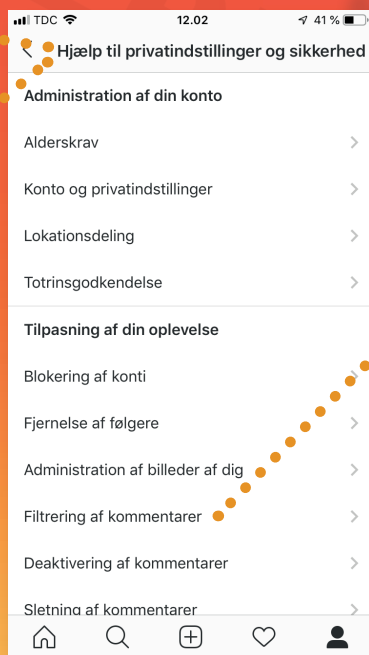 TDC 12.02 41 %
Hjælp til privatindstillinger og sikkerhed
Administration af din konto
Alderskrav
Konto og privatindstillinger
Lokationsdeling
Totrinsgodkendelse
Tilpasning af din oplevelse
Blokering af konti
Fjernelse af følgere
Administration af billeder af dig
Filtrering af kommentarer
Deaktivering af kommentarer
Sletning af kommentarer